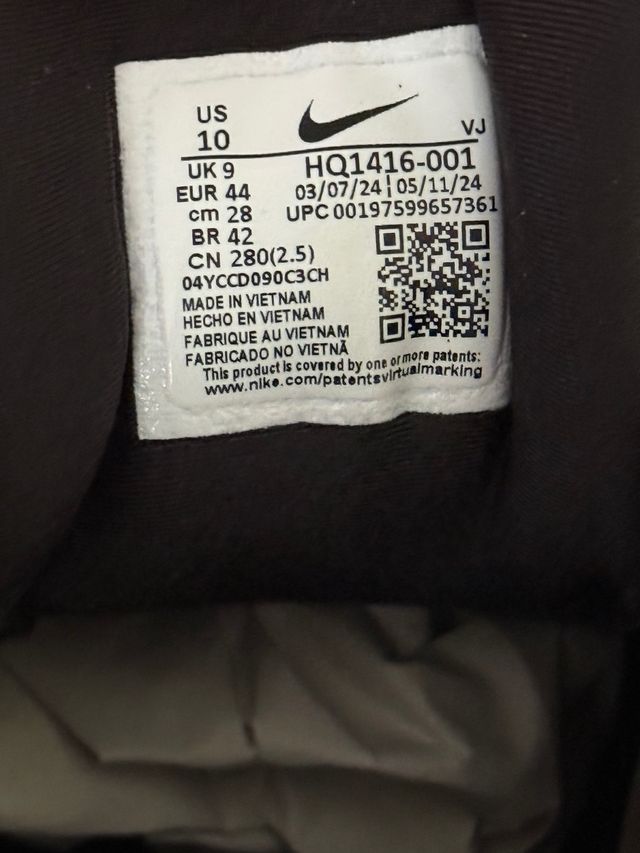 US
10
VJ
UK 9
HQ1416-001
EUR 44
03/07/24 | 05/11/24
cm 28
UPC 00197599657361
BR 42
CN 280(2.5)
04YCCD090C3CH
MADE IN VIETNAM
HECHO EN VIETNAM
FABRIQUE AU VIETNAM
FABRICADO NO VIETNÃ
This product is covered by one or more patents:
www.nike.com/patentsvirtualmarking